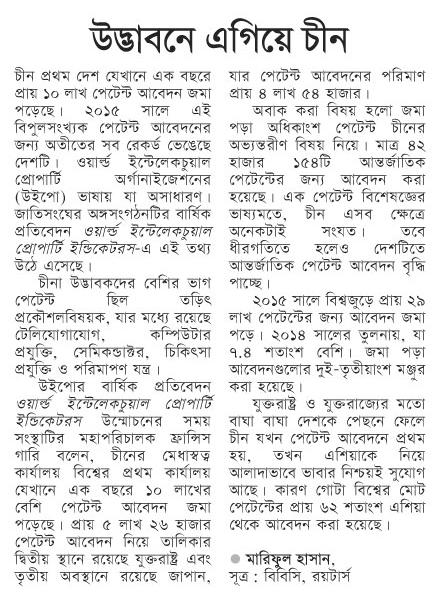 উদ্ভাবনে এগিয়ে চীন
চীন প্রথম দেশ যেখানে এক বছরে
প্রায় ১০ লাখ পেটেন্ট আবেদন জমা
পড়েছে। ২০১৫ সালে এই
বিপুলসংখ্যক পেটেন্ট আবেদনের
জন্য অতীতের সব রেকর্ড ভেঙেছে
দেশটি। ওয়ার্ল্ড ইন্টেলেকচুয়াল
প্রোপার্টি অর্গানাইজেশনের
(উইপো) ভাষায় যা অসাধারণ।
জাতিসংঘের অঙ্গসংগঠনটির বার্ষিক
প্রতিবেদন ওয়ার্ল্ড ইন্টেলেকচুয়াল
প্রোপার্টি ইন্ডিকেটরস-এ এই তথ্য
উঠে এসেছে।
চীনা উদ্ভাবকদের বেশির ভাগ
পেটেন্ট ছিল তড়িৎ
প্রকৌশলবিষয়ক, যার মধ্যে রয়েছে
টেলিযোগাযোগ, কম্পিউটার
প্রযুক্তি, সেমিকন্ডাক্টর, চিকিৎসা
প্রযুক্তি ও পরিমাপণ যন্ত্র।
উইপোর বার্ষিক প্রতিবেদন
ওয়ার্ল্ড ইন্টেলেকচুয়াল প্রোপার্টি
ইন্ডিকেটরস উন্মোচনের সময়
সংস্থাটির মহাপরিচালক ফ্রান্সিস
গারি বলেন, চীনের মেধাস্বত্ব
কার্যালয় বিশ্বের প্রথম কার্যালয়
যেখানে এক বছরে ১০ লাখের
বেশি পেটেন্ট আবেদন জমা
পড়েছে। প্রায় ৫ লাখ ২৬ হাজার
পেটেন্ট আবেদন নিয়ে তালিকার
দ্বিতীয় স্থানে রয়েছে যুক্তরাষ্ট্র এবং
তৃতীয় অবস্থানে রয়েছে জাপান,
যার পেটেন্ট আবেদনের পরিমাণ
প্রায় ৪ লাখ ৫৪ হাজার।
অবাক করা বিষয় হলো জমা
পড়া অধিকাংশ পেটেন্ট চীনের
অভ্যন্তরীণ বিষয় নিয়ে। মাত্র ৪২
হাজার ১৫৪টি আন্তর্জাতিক
পেটেন্টের জন্য আবেদন করা
হয়েছে। এক পেটেন্ট বিশেষজ্ঞের
ভাষ্যমতে, চীন এসব ক্ষেত্রে
অনেকটাই সংযত। তবে
ধীরগতিতে হলেও দেশটিতে
আন্তর্জাতিক পেটেন্ট আবেদন বৃদ্ধি
পাচ্ছে।
২০১৫ সালে বিশ্বজুড়ে প্রায় ২৯
লাখ পেটেন্টের জন্য আবেদন জমা
পড়ে। ২০১৪ সালের তুলনায়, যা
৭.৪ শতাংশ বেশি। জমা পড়া
আবেদনগুলোর দুই-তৃতীয়াংশ মঞ্জুর
করা হয়েছে।
যুক্তরাষ্ট্র ও যুক্তরাজ্যের মতো
বাঘা বাঘা দেশকে পেছনে ফেলে
চীন যখন পেটেন্ট আবেদনে প্রথম
হয়, তখন এশিয়াকে নিয়ে
আলাদাভাবে ভাবার নিশ্চয়ই সুযোগ
আছে। কারণ গোটা বিশ্বের মোট
পেটেন্টের প্রায় ৬২ শতাংশ এশিয়া
থেকে আবেদন করা হয়েছে।
● মারিফুল হাসান,
সূত্র : বিবিসি, রয়টার্স